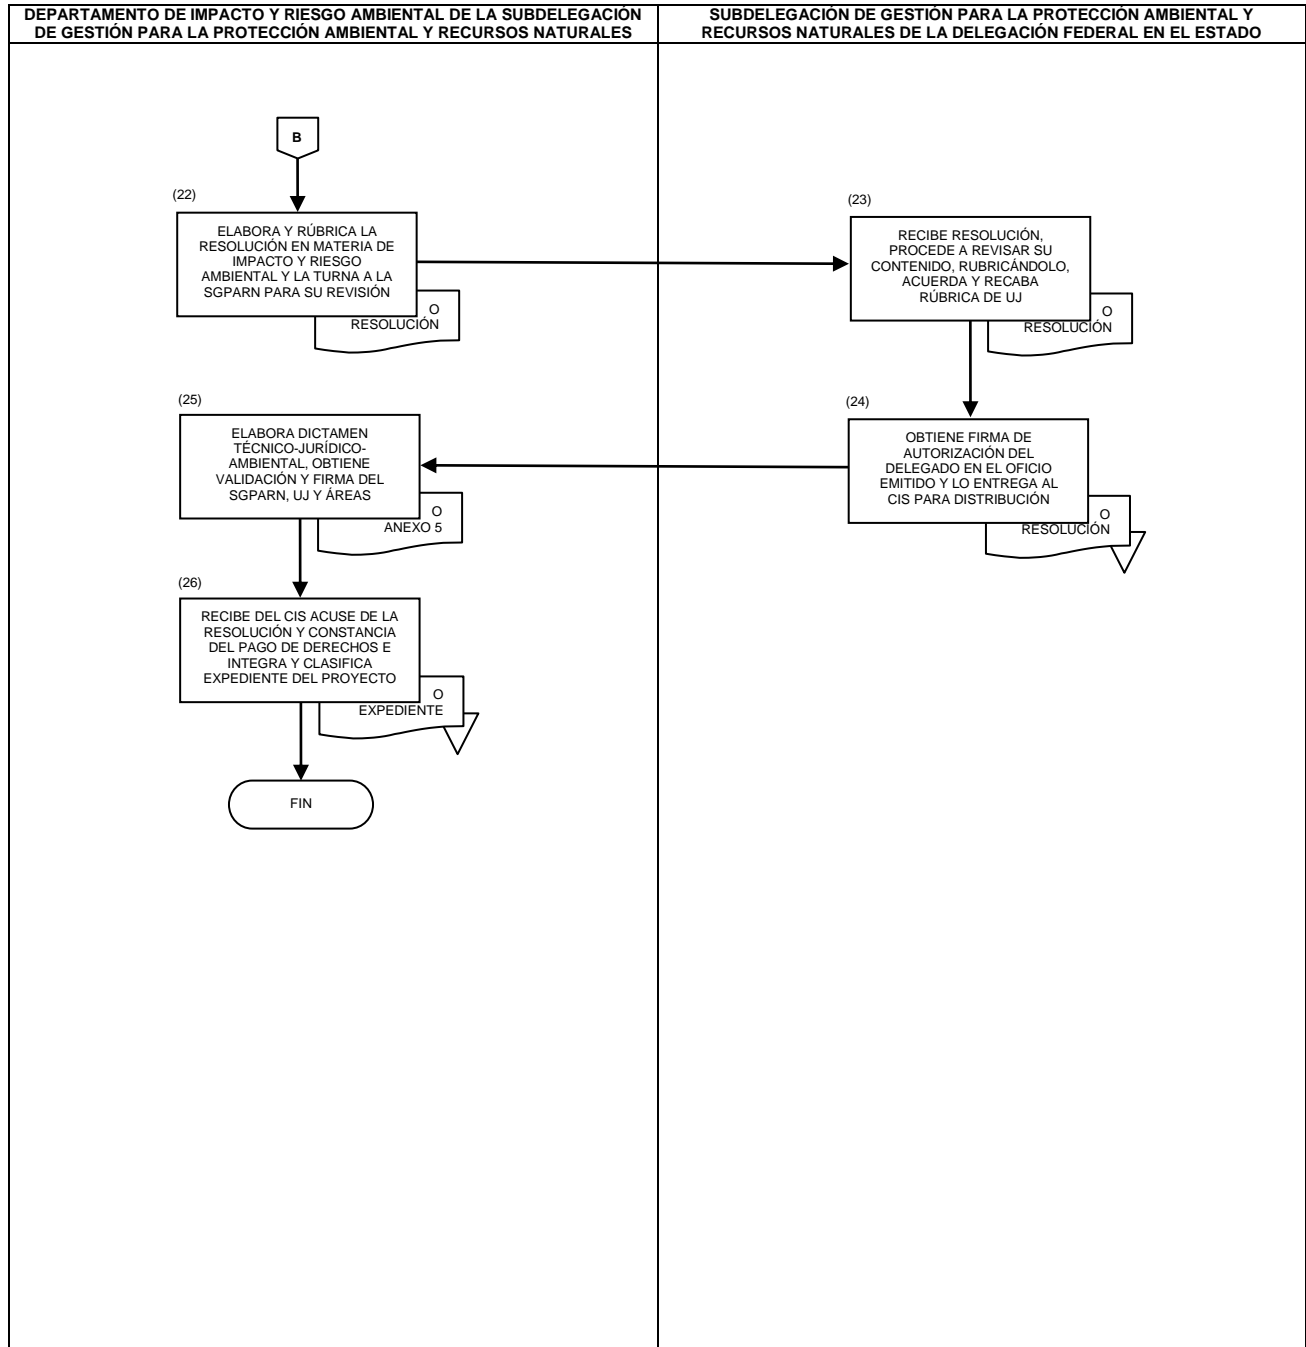 DEPARTAMENTO DE IMPACTO Y RIESGO AMBIENTAL DE LA SUBDELEGACIÓN
DE GESTIÓN PARA LA PROTECCIÓN AMBIENTAL Y RECURSOS NATURALES
SUBDELEGACIÓN DE GESTIÓN PARA LA PROTECCIÓN AMBIENTAL Y
RECURSOS NATURALES DE LA DELEGACIÓN FEDERAL EN EL ESTADO
B
(22)
ELABORA Y RÚBRICA LA
RESOLUCIÓN EN MATERIA DE
IMPACTO Y RIESGO
AMBIENTAL Y LA TURNA A LA
SGPARN PARA SU REVISIÓN
O
RESOLUCIÓN
(23)
RECIBE RESOLUCIÓN,
PROCEDE A REVISAR SU
CONTENIDO, RUBRICÁNDOLO,
ACUERDA Y RECABA
RÚBRICA DE UJ
O
RESOLUCIÓN
(24)
OBTIENE FIRMA DE
AUTORIZACIÓN DEL
DELEGADO EN EL OFICIO
EMITIDO Y LO ENTREGA AL
CIS PARA DISTRIBUCIÓN
O
RESOLUCIÓN
(25)
ELABORA DICTAMEN
TÉCNICO-JURÍDICO-
AMBIENTAL, OBTIENE
VALIDACIÓN Y FIRMA DEL
SGPARN, UJ Y ÁREAS
O
ANEXO 5
(26)
RECIBE DEL CIS ACUSE DE LA
RESOLUCIÓN Y CONSTANCIA
DEL PAGO DE DERECHOS E
INTEGRA Y CLASIFICA
EXPEDIENTE DEL PROYECTO
O
EXPEDIENTE
FIN